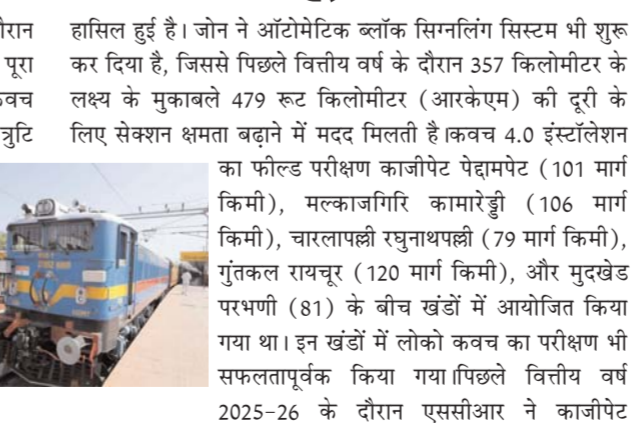 ौरान
पूरा
वच
त्रुटि
हासिल हुई है। जोन ने ऑटोमेटिक ब्लॉक सिग्नलिंग सिस्टम भी शुरू
कर दिया है, जिससे पिछले वित्तीय वर्ष के दौरान 357 किलोमीटर के
लक्ष्य के मुकाबले 479 रूट किलोमीटर (आरकेएम) की दूरी के
लिए सेक्शन क्षमता बढ़ाने में मदद मिलती है।कवच 4.0 इंस्टॉलेशन
का फील्ड परीक्षण काजीपेट पेद्दामपेट (101 मार्ग
किमी), मल्काजगिरि कामारेड्डी (106 मार्ग
किमी), चारलापल्ली रघुनाथपल्ली (79 मार्ग किमी),
गुंतकल रायचूर (120 मार्ग किमी), और मुदखेड
परभणी (81) के बीच खंडों में आयोजित किया
गया था। इन खंडों में लोको कवच का परीक्षण भी
सफलतापूर्वक किया गया।पिछले वित्तीय वर्ष
2025-26 के दौरान एससीआर ने काजीपेट